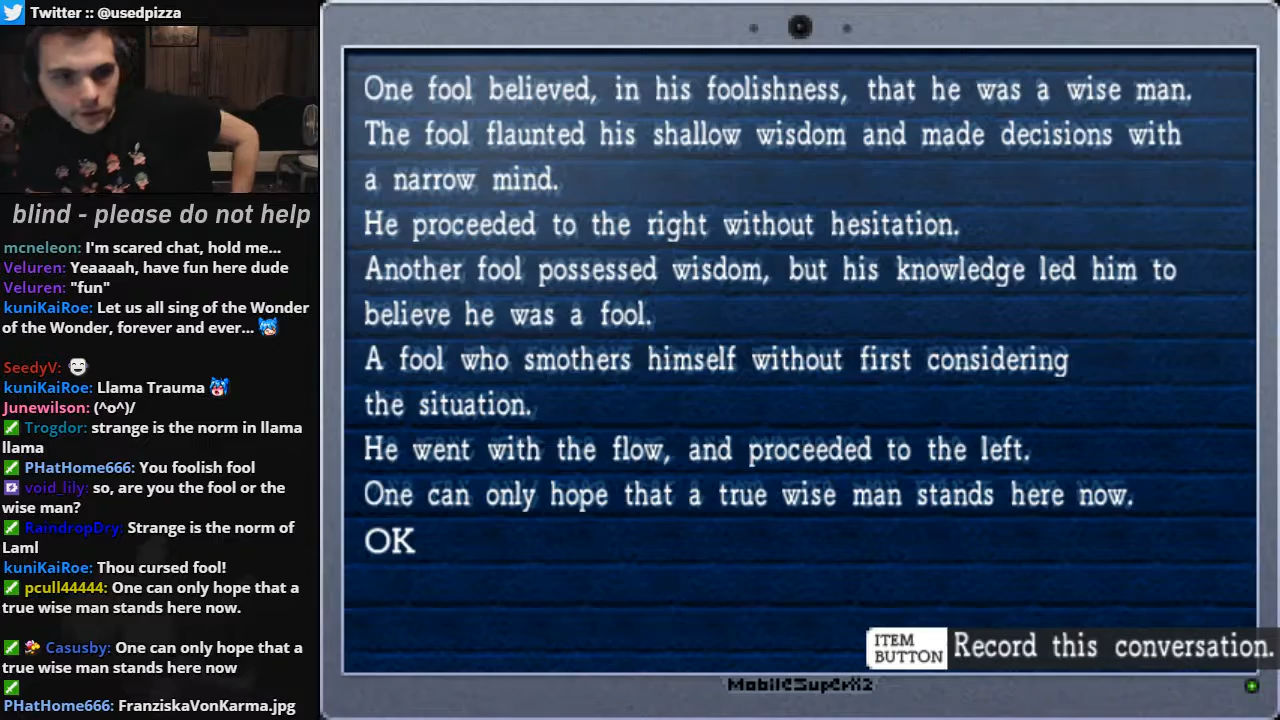 Twitter :: @usedpizza
blind - please do not help
mcneleon: I'm scared chat, hold me...
Veluren: Yeaaaah, have fun here dude
Veluren: "fun"
kuniKaiRoe: Let us all sing of the Wonder
of the Wonder, forever and ever...
SeedyV:
kuniKaiRoe: Llama Trauma
Junewilson: (^o^)/
Trogdor: strange is the norm in llama
llama
PHatHome666: You foolish fool
void_lily: so, are you the fool or the
wise man?
RaindropDry: Strange is the norm of
Laml
kuniKaiRoe: Thou cursed fool!
pcull44444: One can only hope that a
true wise man stands here now.
Casusby: One can only hope that a
true wise man stands here now
PHatHome666: FranziskaVonKarma.jpg
One fool believed, in his foolishness, that he was a wise man.
The fool flaunted his shallow wisdom and made decisions with
a narrow mind.
He proceeded to the right without hesitation.
Another fool possessed wisdom, but his knowledge led him to
believe he was a fool.
A fool who smothers himself without first considering
the situation.
He went with the flow, and proceeded to the left.
One can only hope that a true wise man stands here now.
OK
ITEM
BUTTON
Record this conversation.
MobileSuperX2